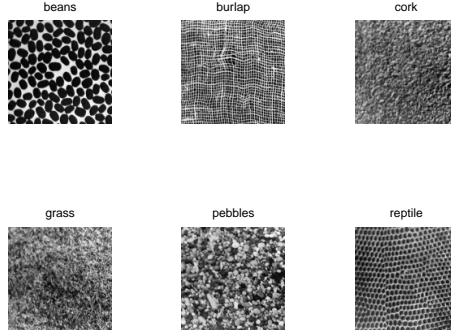 beans
burlap
cork
grass
pebbles
reptile